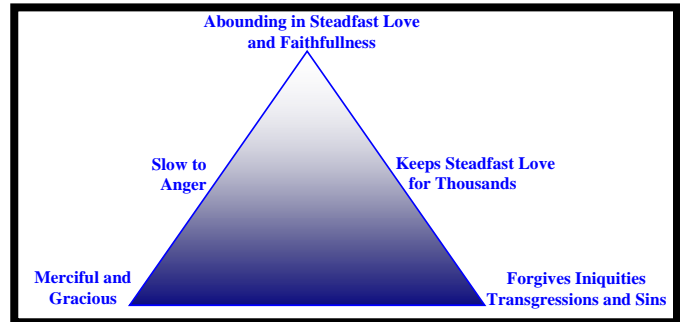 Abounding in Steadfast Love
and Faithfullness
Slow to
Anger
Keeps Steadfast Love
for Thousands
Merciful and
Gracious
Forgives Iniquities
Transgressions and Sins